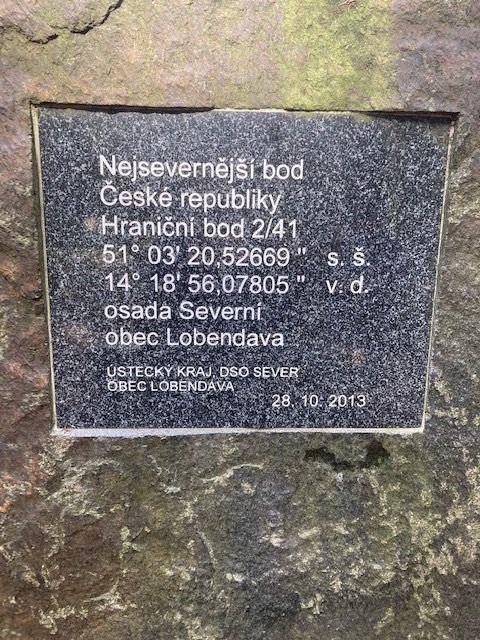 Nejsevernější bod
České republiky
Hraniční bod 2/41
51° 03' 20,52669 " s. š.
14° 18' 56,07805 " v. d.
osada Severní
obec Lobendava
ÚSTECKÝ KRAJ, DSO SEVER
OBEC LOBENDAVA
28. 10. 2013